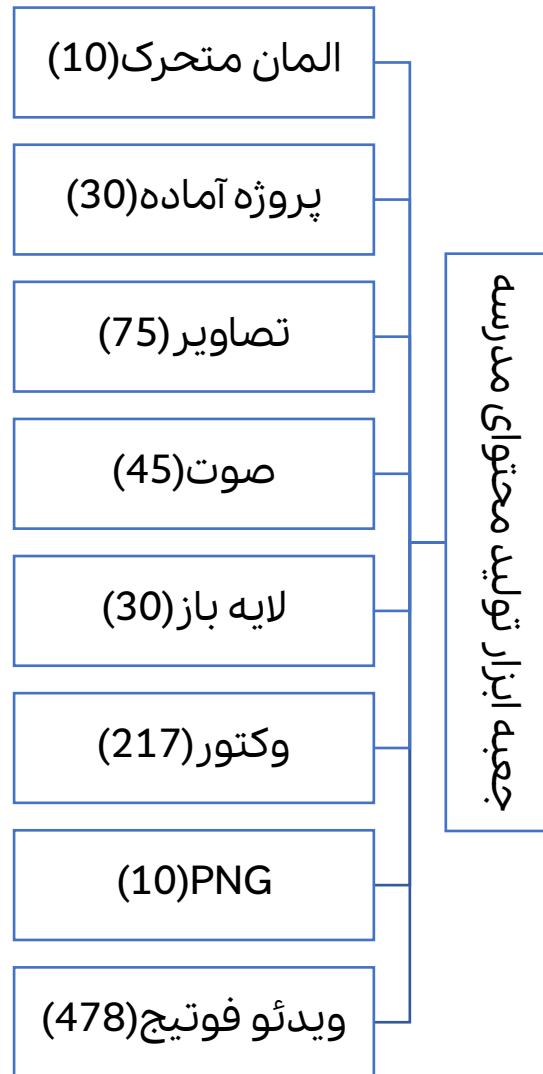 جعبه ابزار تولید محتوای مدرسه
المان متحرک(10)
پروژه آماده(30)
تصاویر(75)
صوت(45)
لایه باز(30)
وکتور(217)
PNG(10)
ویدئو فوتیج(478)